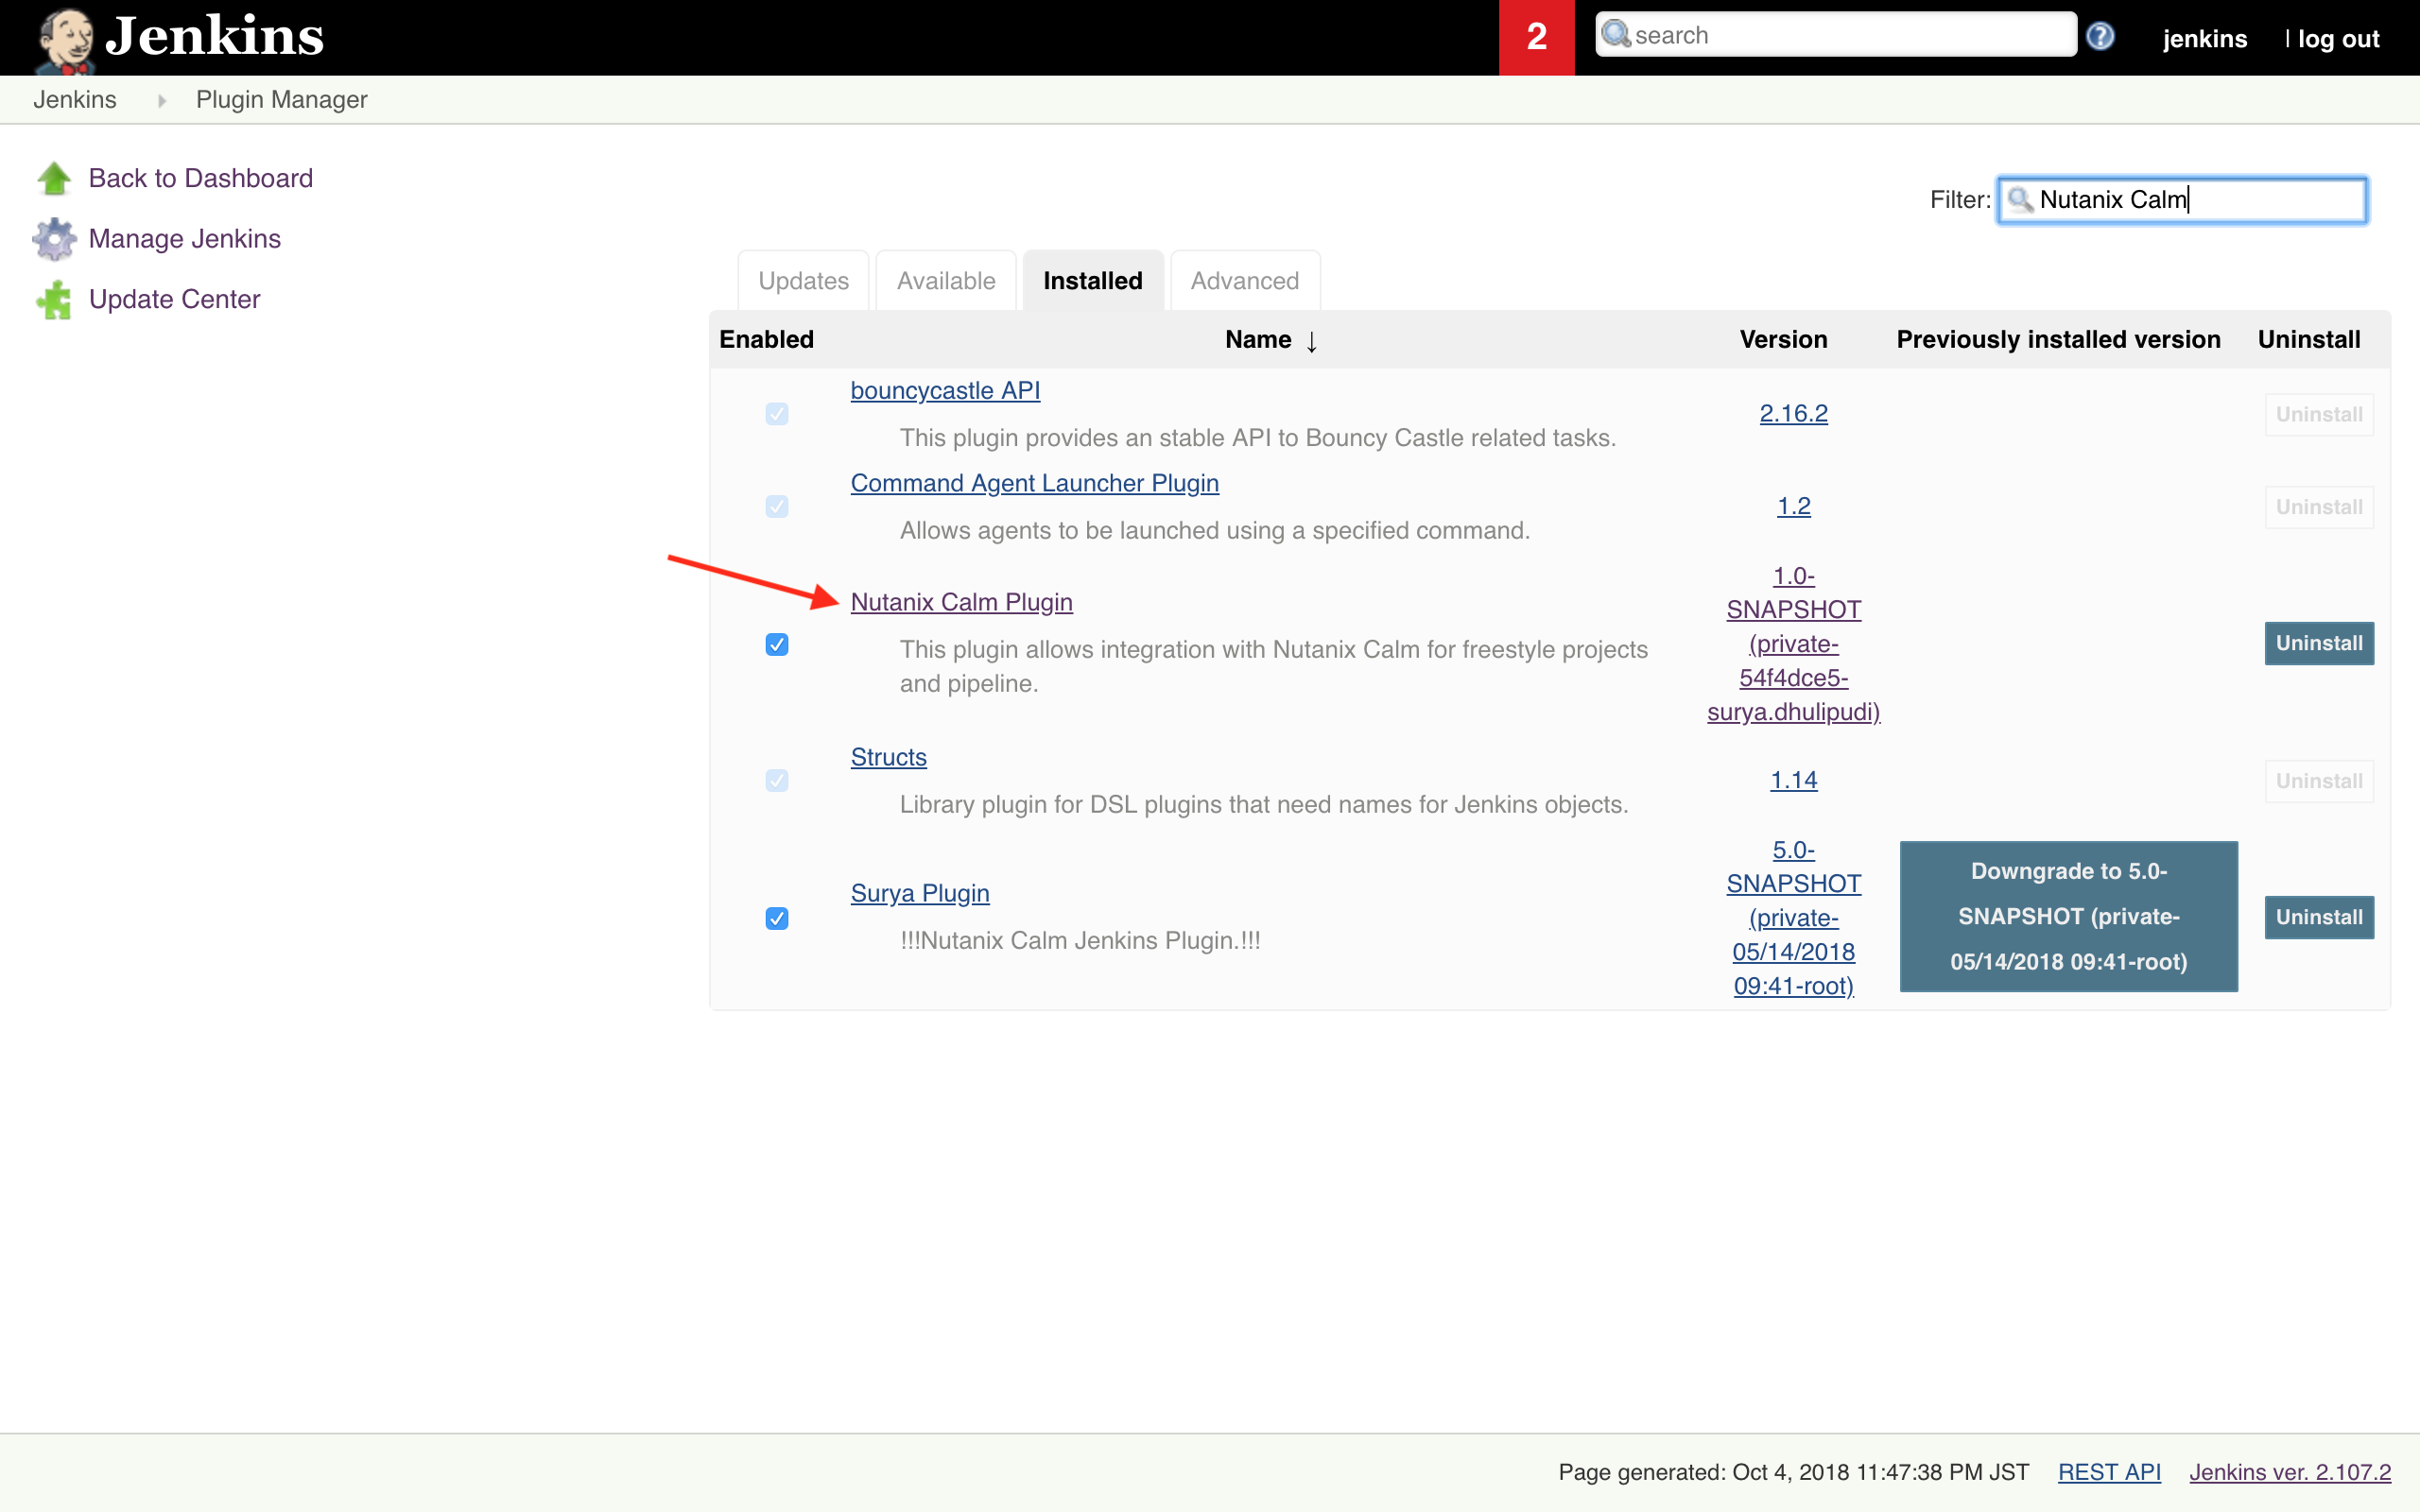 Jenkins
2
search
jenkins
| log out
Jenkins
Plugin Manager
Back to Dashboard
Manage Jenkins
Update Center
Filter:
Nutanix Calm
Updates
Available
Installed
Advanced
Enabled
Name ↓
Version
Previously installed version
Uninstall
bouncycastle API
This plugin provides an stable API to Bouncy Castle related tasks.
2.16.2
Uninstall
Command Agent Launcher Plugin
Allows agents to be launched using a specified command.
1.2
Uninstall
Nutanix Calm Plugin
This plugin allows integration with Nutanix Calm for freestyle projects
and pipeline.
1.0-
SNAPSHOT
(private-
54f4dce5-
surya.dhulipudi)
Uninstall
Structs
Library plugin for DSL plugins that need names for Jenkins objects.
1.14
Uninstall
Surya Plugin
!!!Nutanix Calm Jenkins Plugin.!!!
5.0-
SNAPSHOT
(private-
05/14/2018
09:41-root)
Downgrade to 5.0-
SNAPSHOT (private-
05/14/2018 09:41-root)
Uninstall
Page generated: Oct 4, 2018 11:47:38 PM JST
REST API
Jenkins ver. 2.107.2